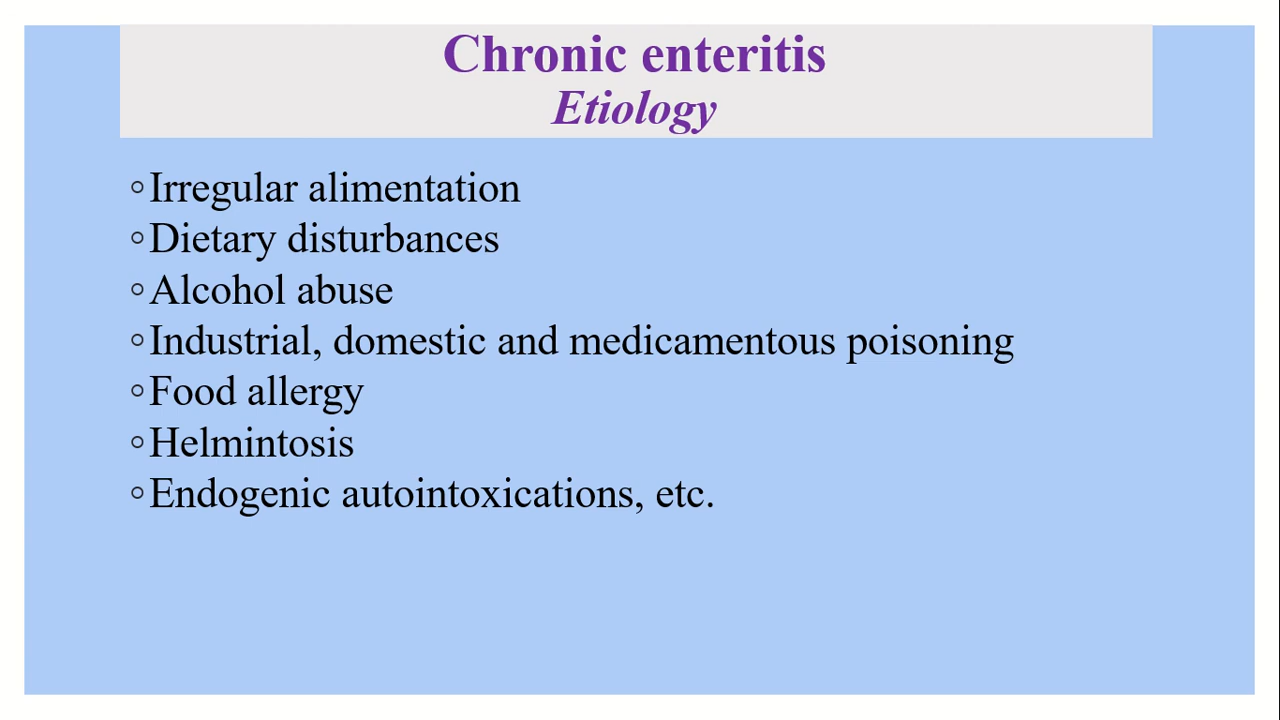 Chronic enteritis
Etiology
◦Irregular alimentation
◦Dietary disturbances
◦Alcohol abuse
◦Industrial, domestic and medicamentous poisoning
◦Food allergy
◦Helmintosis
◦Endogenic autointoxications, etc.